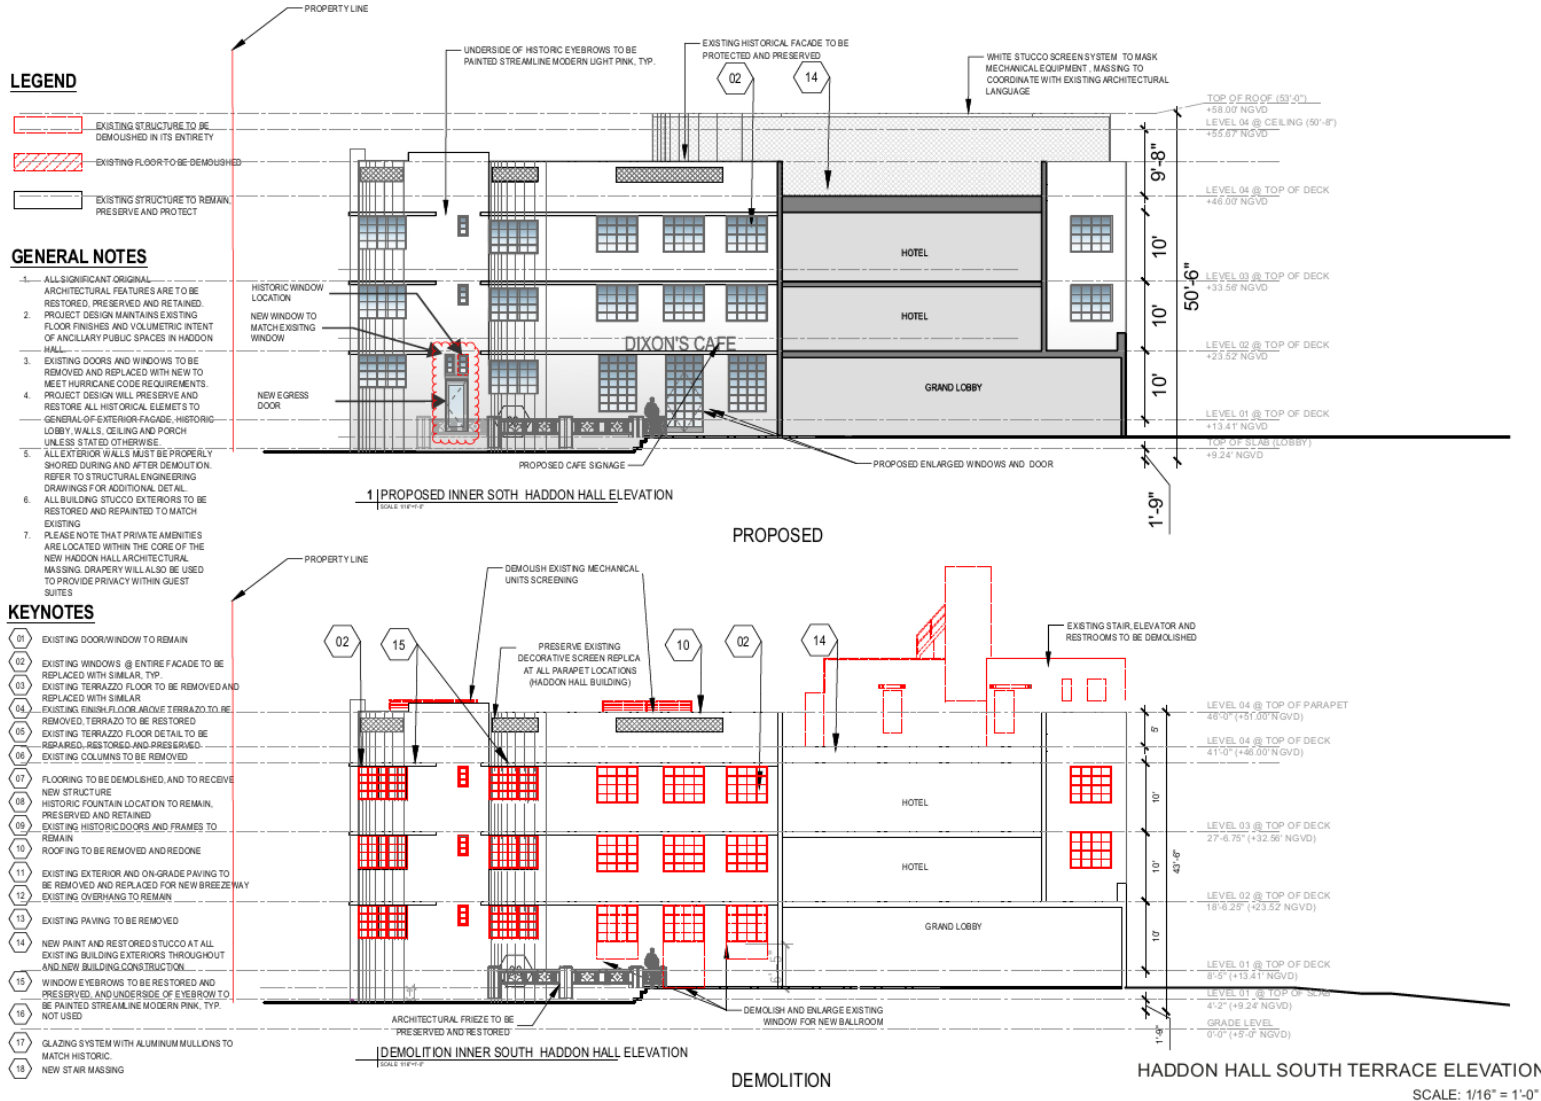 PROPERTY LINE
UNDERSIDE OF HISTORIC EYEBROWS TO BE
PAINTED STREAMLINE MODERN LIGHT PINK, TYP.
EXISTING HISTORICAL FACADE TO BE
PROTECTED AND PRESERVED
02
14
WHITE STUCCO SCREEN SYSTEM TO MASK
MECHANICAL EQUIPMENT , MASSING TO
COORDINATE WITH EXISTING ARCHITECTURAL
LANGUAGE
LEGEND
EXISTING STRUCTURE TO BE
DEMOLISHED IN ITS ENTIRETY
EXISTING FLOOR TO BE DEMOLISHED
EXISTING STRUCTURE TO REMAIN,
PRESERVE AND PROTECT
GENERAL NOTES
1. ALL SIGNIFICANT ORIGINAL
ARCHITECTURAL FEATURES ARE TO BE
RESTORED, PRESERVED AND RETAINED.
2. PROJECT DESIGN MAINTAINS EXISTING
FLOOR FINISHES AND VOLUMETRIC INTENT
OF ANCILLARY PUBLIC SPACES IN HADDON
HALL.
3. EXISTING DOORS AND WINDOWS TO BE
REMOVED AND REPLACED WITH NEW TO
MEET HURRICANE CODE REQUIREMENTS.
4. PROJECT DESIGN WILL PRESERVE AND
RESTORE ALL HISTORICAL ELEMETS TO
GENERAL OF EXTERIOR FACADE, HISTORIC
LOBBY, WALLS, CEILING AND PORCH
UNLESS STATED OTHERWISE.
5. ALL EXTERIOR WALLS MUST BE PROPERLY
SHORED DURING AND AFTER DEMOLITION.
REFER TO STRUCTURAL ENGINEERING
DRAWINGS FOR ADDITIONAL DETAIL.
6. ALL BUILDING STUCCO EXTERIORS TO BE
RESTORED AND REPAINTED TO MATCH
EXISTING
7. PLEASE NOTE THAT PRIVATE AMENITIES
ARE LOCATED WITHIN THE CORE OF THE
NEW HADDON HALL ARCHITECTURAL
MASSING. DRAPERY WILL ALSO BE USED
TO PROVIDE PRIVACY WITHIN GUEST
SUITES
HISTORIC WINDOW
LOCATION
NEW WINDOW TO
MATCH EXISITNG
WINDOW
NEW EGRESS
DOOR
DIXON'S CAFE
HOTEL
HOTEL
GRAND LOBBY
PROPOSED CAFE SIGNAGE
PROPOSED ENLARGED WINDOWS AND DOOR
TOP OF ROOF (53'-0")
+58.00' NGVD
LEVEL 04 @ CEILING (50'-8")
+55.67' NGVD
LEVEL 04 @ TOP OF DECK
+46.00' NGVD
LEVEL 03 @ TOP OF DECK
+33.56' NGVD
LEVEL 02 @ TOP OF DECK
+23.52' NGVD
LEVEL 01 @ TOP OF DECK
+13.41' NGVD
TOP OF SLAB (LOBBY)
+9.24' NGVD
9'-8"
10'
10'
10'
50'-6"
1'-9"
1 PROPOSED INNER SOTH HADDON HALL ELEVATION
SCALE 1/16"=1'-0"
PROPOSED
KEYNOTES
01 EXISTING DOOR/WINDOW TO REMAIN
02 EXISTING WINDOWS @ ENTIRE FACADE TO BE
REPLACED WITH SIMILAR, TYP.
03 EXISTING TERRAZZO FLOOR TO BE REMOVED AND
REPLACED WITH SIMILAR
04 EXISTING FINISH FLOOR ABOVE TERRAZO TO BE
REMOVED, TERRAZO TO BE RESTORED
05 EXISTING TERRAZO FLOOR DETAIL TO BE
REPAIRED, RESTORED AND PRESERVED
06 EXISTING COLUMNS TO BE REMOVED
07 FLOORING TO BE DEMOLISHED, AND TO RECEIVE
NEW STRUCTURE
08 HISTORIC FOUNTAIN LOCATION TO REMAIN,
PRESERVED AND RETAINED
09 EXISTING HISTORIC DOORS AND FRAMES TO
REMAIN
10 ROOFING TO BE REMOVED AND REDONE
11 EXISTING EXTERIOR AND ON-GRADE PAVING TO
BE REMOVED AND REPLACED FOR NEW BREEZEWAY
12 EXISTING OVERHANG TO REMAIN
13 EXISTING PAVING TO BE REMOVED
14 NEW PAINT AND RESTORED STUCCO AT ALL
EXISTING BUILDING EXTERIORS THROUGHOUT
AND NEW BUILDING CONSTRUCTION
15 WINDOW EYEBROWS TO BE RESTORED AND
PRESERVED, AND UNDERSIDE OF EYEBROW TO
BE PAINTED STREAMLINE MODERN PINK, TYP.
16 NOT USED
17 GLAZING SYSTEM WITH ALUMINUM MULLIONS TO
MATCH HISTORIC.
18 NEW STAIR MASSING
PROPERTY LINE
DEMOLISH EXISTING MECHANICAL
UNITS SCREENING
02
15
PRESERVE EXISTING
DECORATIVE SCREEN REPLICA
AT ALL PARAPET LOCATIONS
(HADDON HALL BUILDING)
10
02
14
EXISTING STAIR, ELEVATOR AND
RESTROOMS TO BE DEMOLISHED
HOTEL
HOTEL
GRAND LOBBY
6'-5"
LEVEL 04 @ TOP OF PARAPET
46'-0" (+51.00'NGVD)
LEVEL 04 @ TOP OF DECK
41'-0" (+46.00'NGVD)
LEVEL 03 @ TOP OF DECK
27'-6.75" (+32.56' NGVD)
LEVEL 02 @ TOP OF DECK
18'-6.25" (+23.52' NGVD)
LEVEL 01 @ TOP OF DECK
8'-5" (+13.41' NGVD)
LEVEL 01 @ TOP OF SLAB
4'-2" (+9.24' NGVD)
GRADE LEVEL
0'-0" (+5'-0" NGVD)
5'
10'
10'
10'
43'-6"
1'-9"
ARCHITECTURAL FRIEZE TO BE
PRESERVED AND RESTORED
DEMOLISH AND ENLARGE EXISTING
WINDOW FOR NEW BALLROOM
DEMOLITION INNER SOUTH HADDON HALL ELEVATION
SCALE 1/16"=1'-0"
DEMOLITION
HADDON HALL SOUTH TERRACE ELEVATION
SCALE: 1/16" = 1'-0"